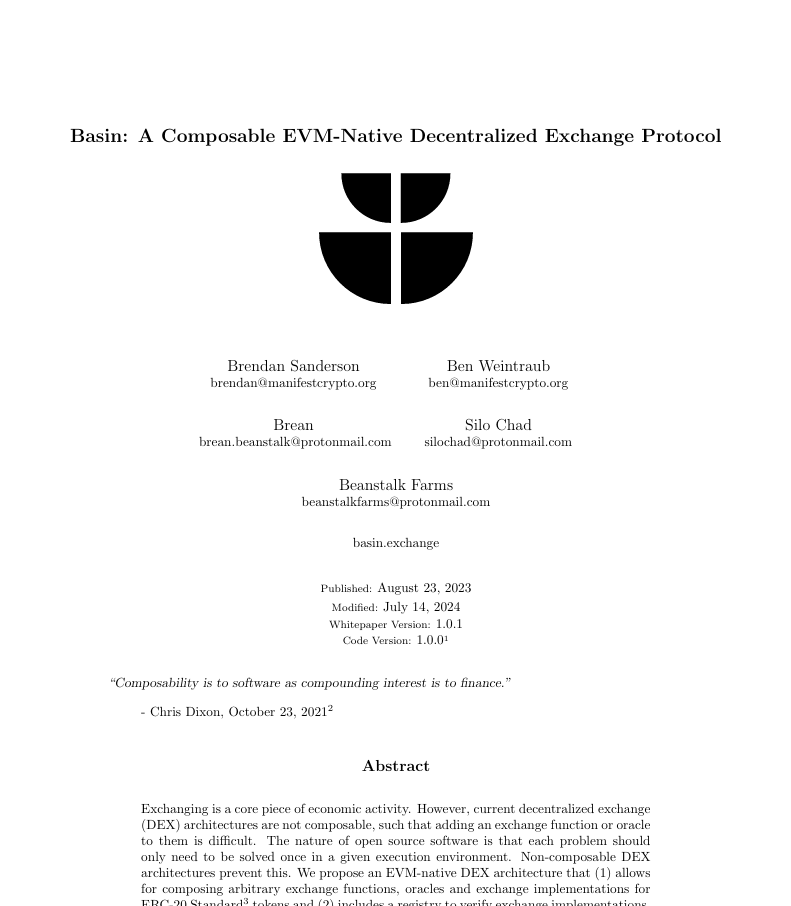 Basin: A Composable EVM-Native Decentralized Exchange Protocol
Brendan Sanderson
brendan@manifestcrypto.org
Ben Weintraub
ben@manifestcrypto.org
Brean
brean.beanstalk@protonmail.com
Silo Chad
silochad@protonmail.com
Beanstalk Farms
beanstalkfarms@protonmail.com
basin.exchange
Published: August 23, 2023
Modified: July 14, 2024
Whitepaper Version: 1.0.1
Code Version: 1.0.0¹
“Composability is to software as compounding interest is to finance.”
- Chris Dixon, October 23, 2021²
Abstract
Exchanging is a core piece of economic activity. However, current decentralized exchange
(DEX) architectures are not composable, such that adding an exchange function or oracle
to them is difficult. The nature of open source software is that each problem should
only need to be solved once in a given execution environment. Non-composable DEX
architectures prevent this. We propose an EVM-native DEX architecture that (1) allows
for composing arbitrary exchange functions, oracles and exchange implementations for
ERC-20 Standard³ tokens and (2) includes a registry to verify exchange implementations.